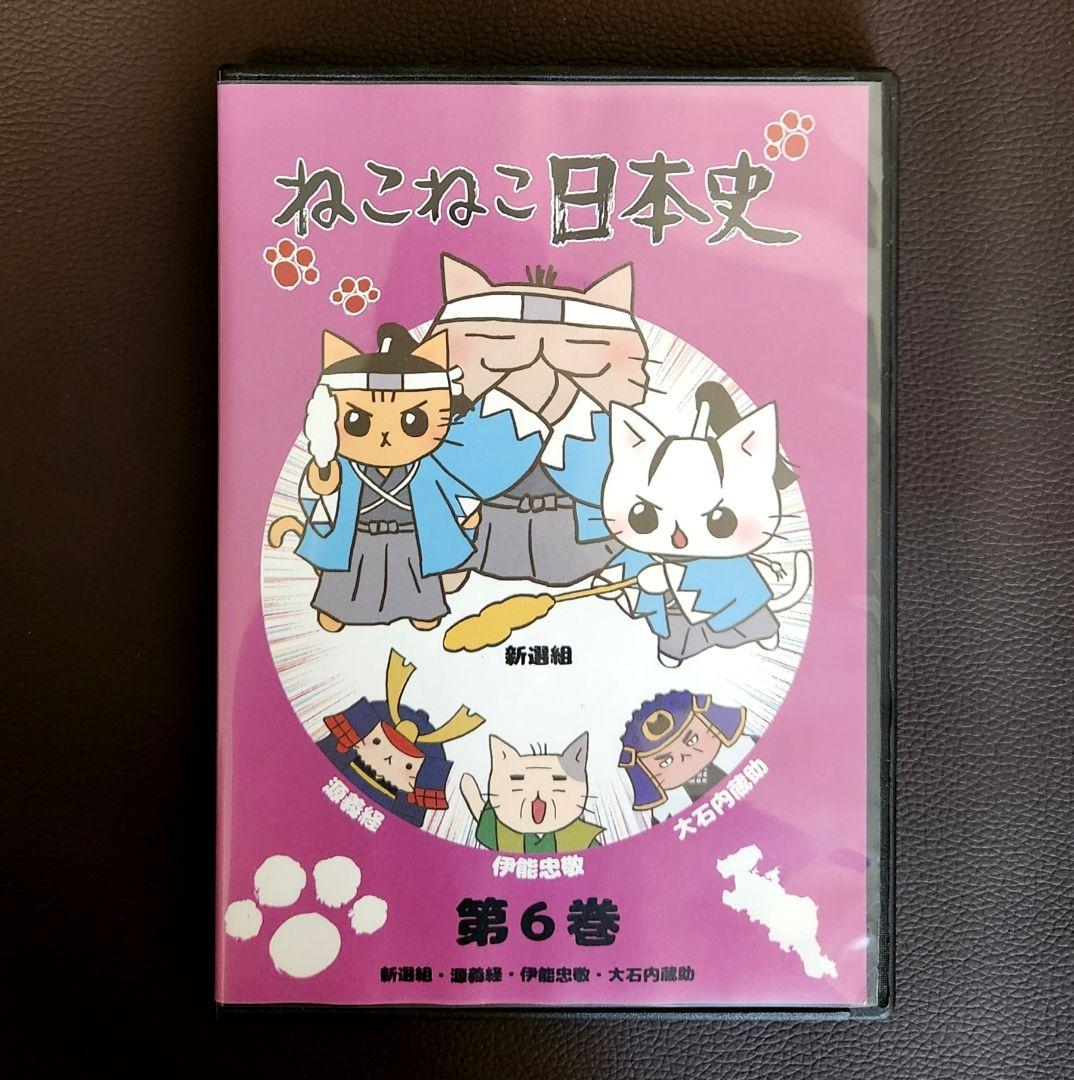 ねこねこ日本史
新選組
源義経
伊能忠敬
大石内蔵助
第6巻
新選組・源義経・伊能忠敬・大石内蔵助